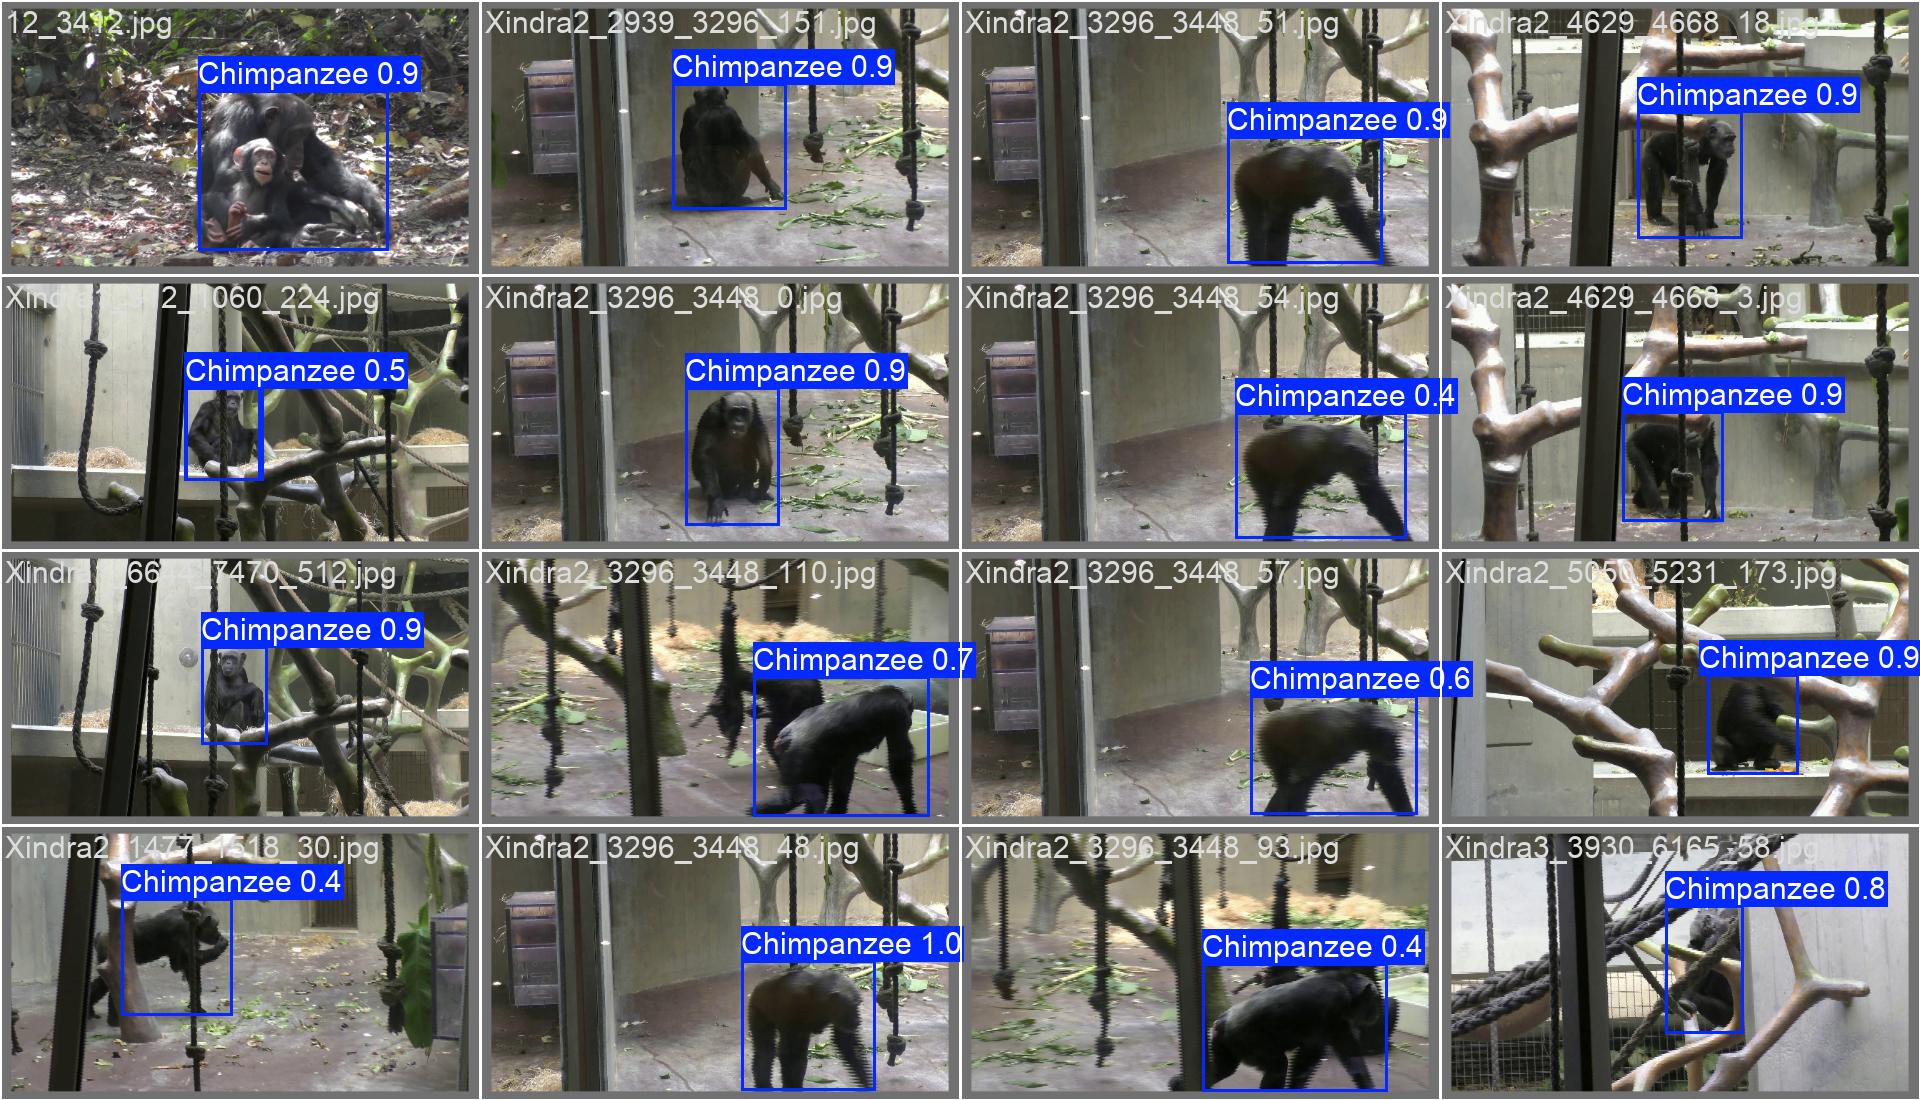 12_3412.jpg
Chimpanzee 0.9
Xindra2_2939_3296_151.jpg
Chimpanzee 0.9
Xindra2_3296_3448_51.jpg
Chimpanzee 0.9
Xindra2_4629_4668_18.jpg
Chimpanzee 0.9
2_1060_224.jpg
Chimpanzee 0.5
Xindra2_3296_3448_0.jpg
Chimpanzee 0.9
Xindra2_3296_3448_54.jpg
Chimpanzee 0.4
Xindra2_4629_4668_3.jpg
Chimpanzee 0.9
7470_512.jpg
Chimpanzee 0.9
Xindra2_3296_3448_110.jpg
Chimpanzee 0.7
Xindra2_3296_3448_57.jpg
Chimpanzee 0.6
Xindra2_5050_5231_173.jpg
Chimpanzee 0.9
Xindra2_1477_1518_30.jpg
Chimpanzee 0.4
Xindra2_3296_3448_48.jpg
Chimpanzee 1.0
Xindra2_3296_3448_93.jpg
Chimpanzee 0.4
Xindra3_3930_6165_58.jpg
Chimpanzee 0.8